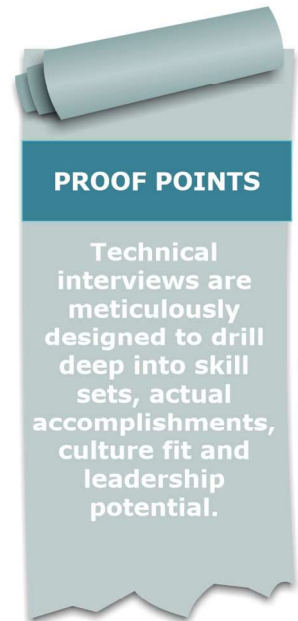 PROOF POINTS
Technical
interviews are
meticulously
designed to drill
deep into skill
sets, actual
accomplishments,
culture fit and
leadership
potential.